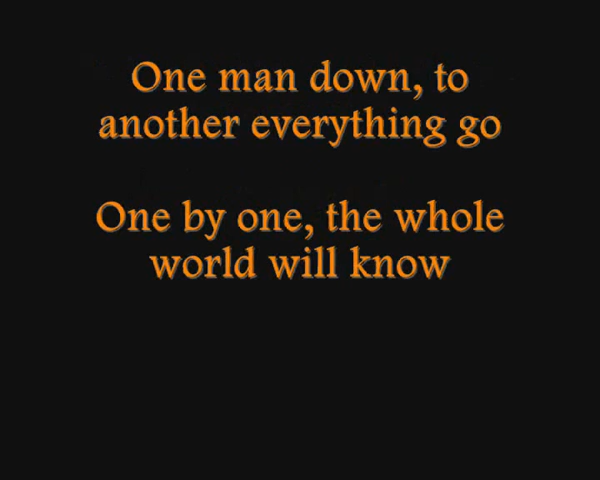 One man down, to
another everything go
One by one, the whole
world will know